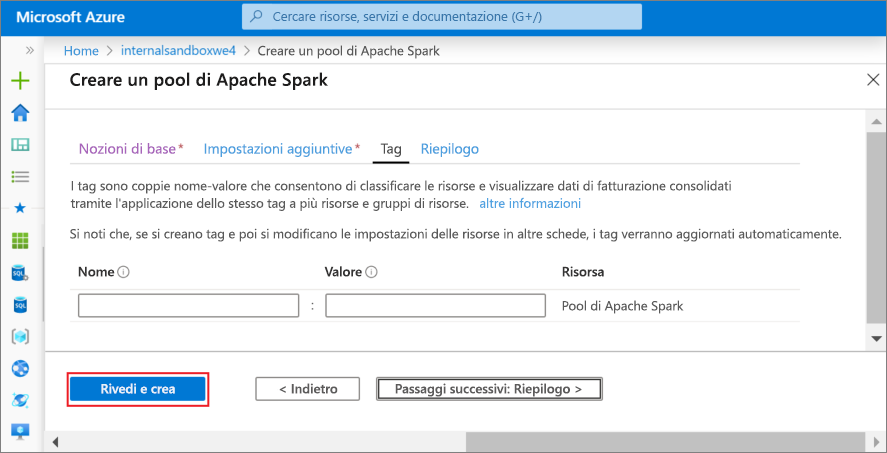 Microsoft Azure
Cercare risorse, servizi e documentazione (G+/)
Home > internalsandboxwe4 > Creare un pool di Apache Spark
Creare un pool di Apache Spark
Nozioni di base * Impostazioni aggiuntive * Tag Riepilogo
I tag sono coppie nome-valore che consentono di classificare le risorse e visualizzare dati di fatturazione consolidati
tramite l'applicazione dello stesso tag a più risorse e gruppi di risorse. altre informazioni
Si noti che, se si creano tag e poi si modificano le impostazioni delle risorse in altre schede, i tag verranno aggiornati automaticamente.
Nome Valore Risorsa
: Pool di Apache Spark
Rivedi e crea < Indietro Passaggi successivi: Riepilogo >